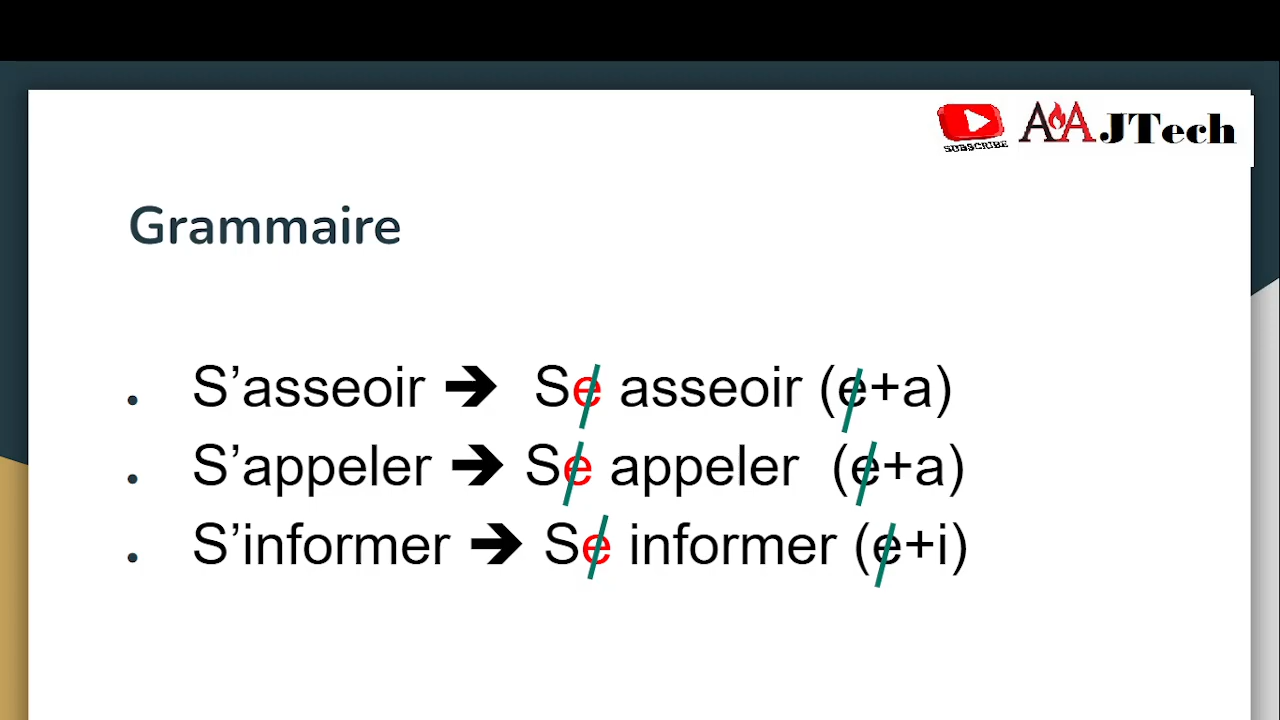 SUBSCRIBE
AAJTech
Grammaire
. S’asseoir ➔ Se asseoir (e+a)
. S’appeler ➔ Se appeler (e+a)
. S’informer ➔ Se informer (e+i)